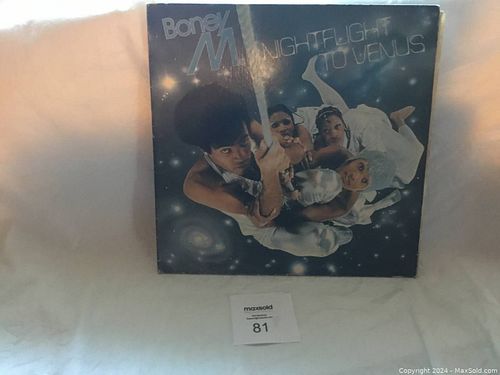 Boney M.
NIGHTFLIGHT
TO VENUS
maxsold
81
Copyright © 2024 - MaxSold.com